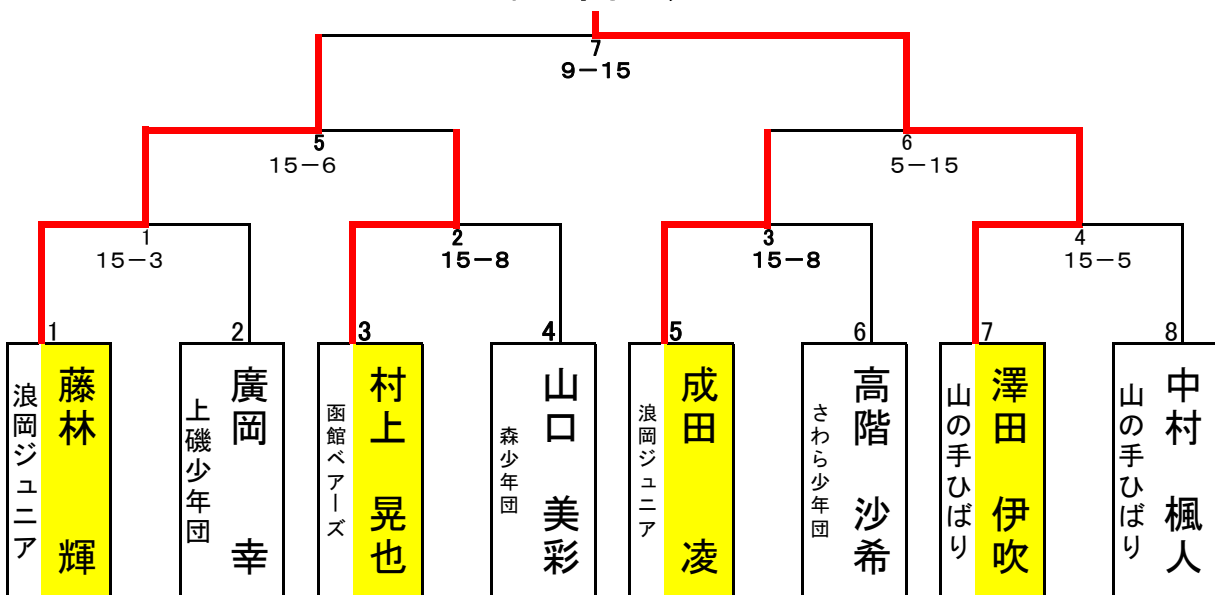 7
9－15
5
15－6
6
5－15
1
15－3
2
15－8
3
15－8
4
15－5
1
藤林 輝
浪岡ジュニア
2
廣岡 幸
上磯少年団
3
村上 晃也
函館ベアーズ
4
山口 美彩
森少年団
5
成田 凌
浪岡ジュニア
6
高階 沙希
さわら少年団
7
澤田 伊吹
山の手ひばり
8
中村 楓人
山の手ひばり